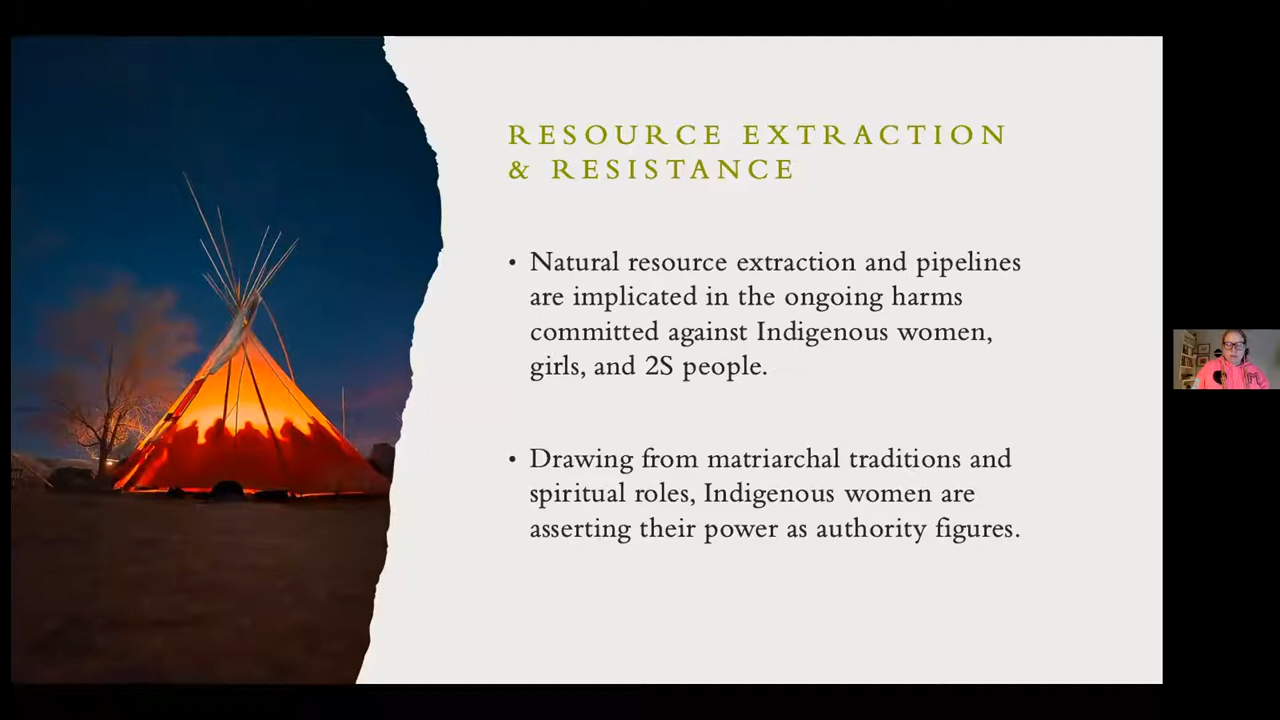 RESOURCE EXTRACTION
& RESISTANCE
• Natural resource extraction and pipelines
are implicated in the ongoing harms
committed against Indigenous women,
girls, and 2S people.
• Drawing from matriarchal traditions and
spiritual roles, Indigenous women are
asserting their power as authority figures.